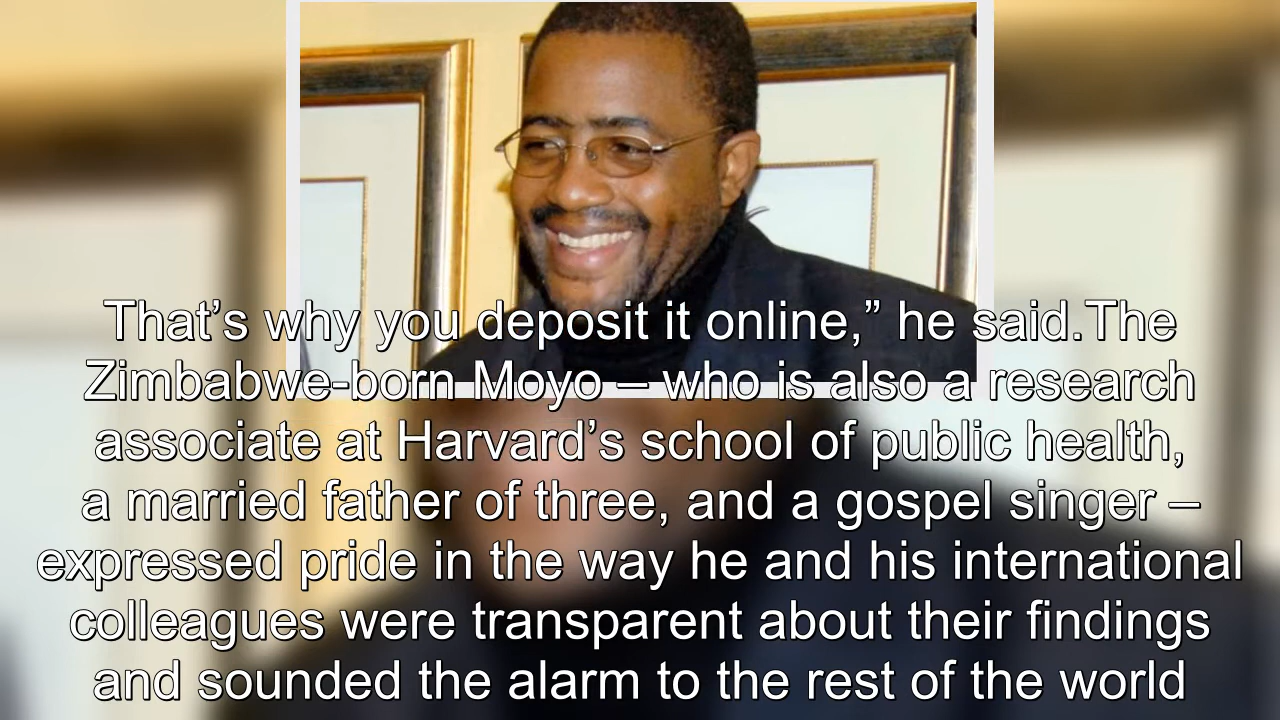 That’s why you deposit it online,” he said.The
Zimbabwe-born Moyo – who is also a research
associate at Harvard’s school of public health,
a married father of three, and a gospel singer –
expressed pride in the way he and his international
colleagues were transparent about their findings
and sounded the alarm to the rest of the world